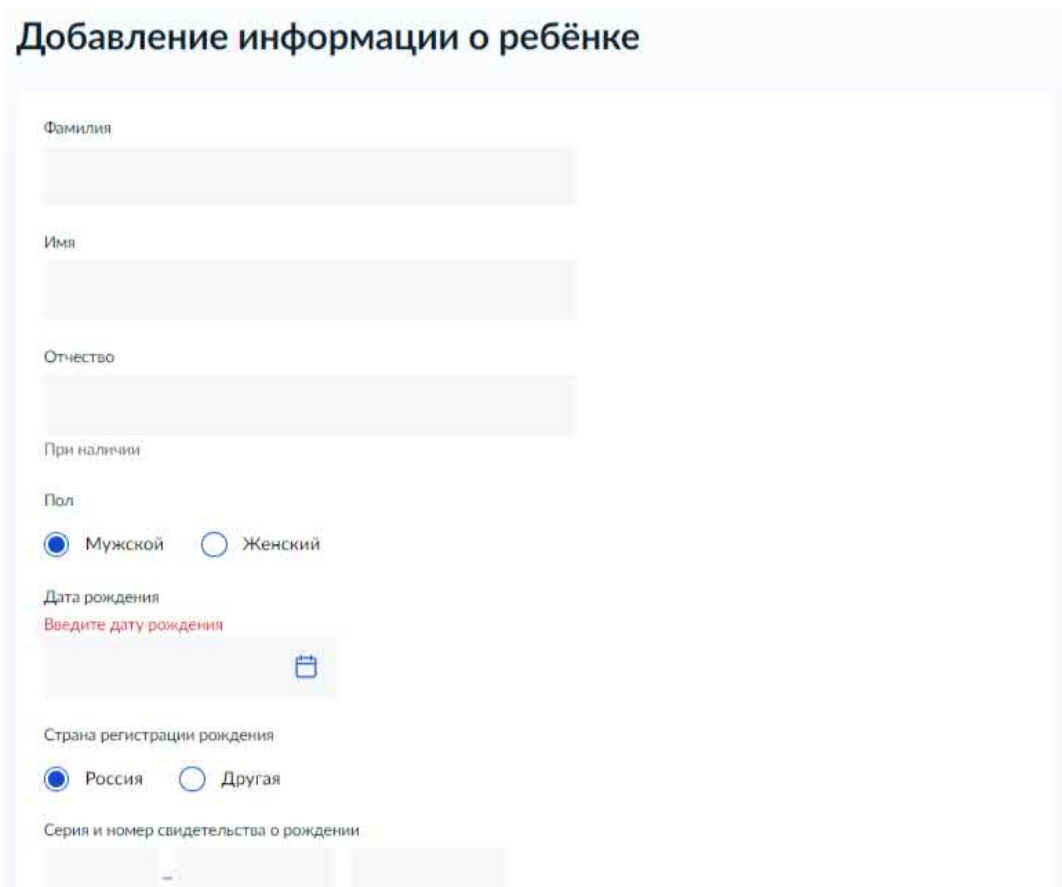 Добавление информации о ребёнке
Фамилия
Имя
Отчество
При наличии
Пол
Мужской Женский
Дата рождения
Введите дату рождения
Страна регистрации рождения
Россия Другая
Серия и номер свидетельства о рождении
–